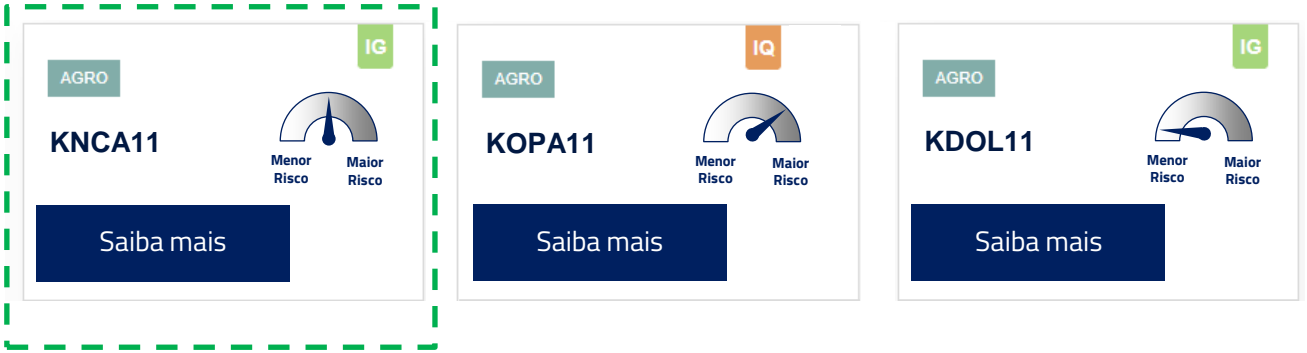 IG
AGRO
KNCA11
Menor
Risco
Maior
Risco
Saiba mais
IQ
AGRO
KOPA11
Menor
Risco
Maior
Risco
Saiba mais
IG
AGRO
KDOL11
Menor
Risco
Maior
Risco
Saiba mais